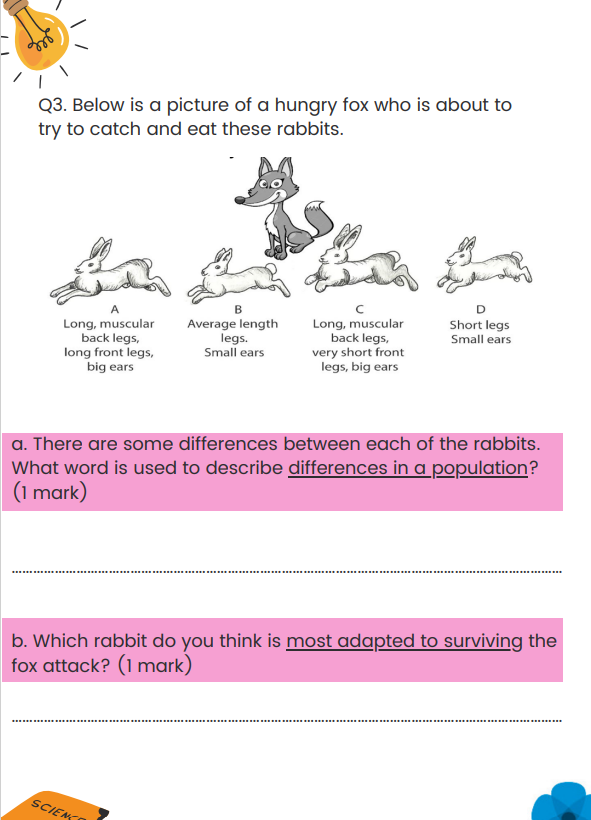 Q3. Below is a picture of a hungry fox who is about to
try to catch and eat these rabbits.
A
Long, muscular
back legs,
long front legs,
big ears
B
Average length
legs.
Small ears
C
Long, muscular
back legs,
very short front
legs, big ears
D
Short legs
Small ears
a. There are some differences between each of the rabbits.
What word is used to describe differences in a population?
(1 mark)
b. Which rabbit do you think is most adapted to surviving the
fox attack? (1 mark)